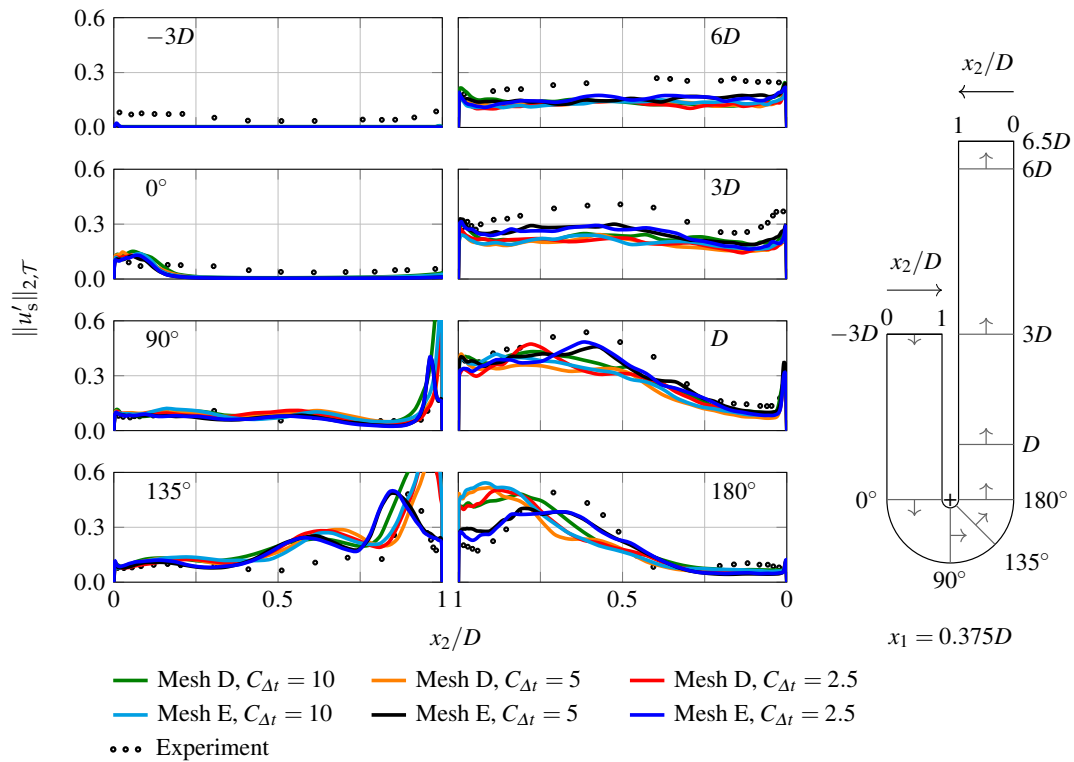 0.6
0.3
0.0
−3D
6D
0.6
0.3
0.0
0°
3D
0.6
0.3
0.0
90°
D
0.6
0.3
0.0
135°
180°
||u′s||2,𝒯
0 0.5 1 1 0.5 0
x2/D
Mesh D, CΔt = 10
Mesh D, CΔt = 5
Mesh D, CΔt = 2.5
Mesh E, CΔt = 10
Mesh E, CΔt = 5
Mesh E, CΔt = 2.5
Experiment
x2/D
1 0
6.5D
6D
x2/D
0 1
−3D
3D
D
0°
180°
135°
90°
x1 = 0.375D